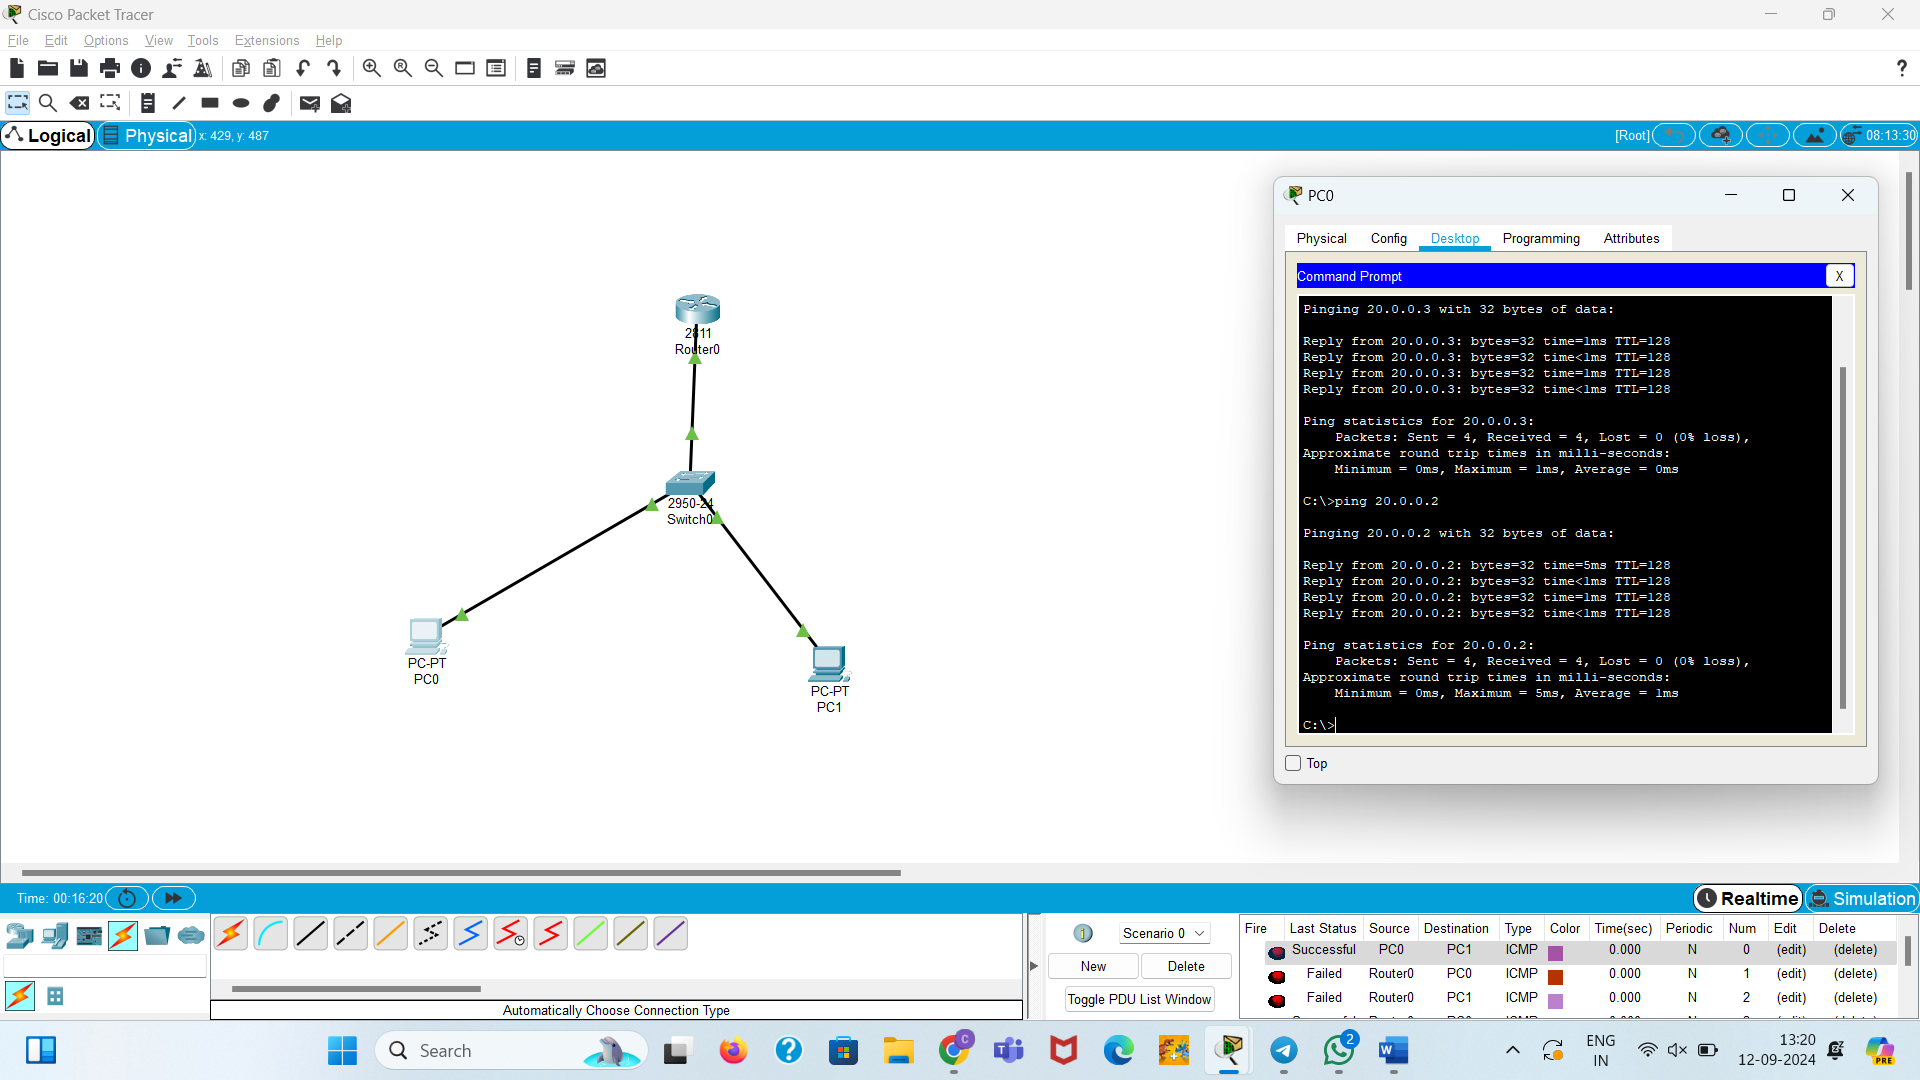 Cisco Packet Tracer
File Edit Options View Tools Extensions Help
Logical Physical x: 429, y: 487 [Root] 08:13:30
2811
Router0
2950-24
Switch0
PC-PT
PC0
PC-PT
PC1
PC0
Physical Config Desktop Programming Attributes
Command Prompt X
Pinging 20.0.0.3 with 32 bytes of data:
Reply from 20.0.0.3: bytes=32 time=1ms TTL=128
Reply from 20.0.0.3: bytes=32 time<1ms TTL=128
Reply from 20.0.0.3: bytes=32 time=1ms TTL=128
Reply from 20.0.0.3: bytes=32 time<1ms TTL=128
Ping statistics for 20.0.0.3:
Packets: Sent = 4, Received = 4, Lost = 0 (0% loss),
Approximate round trip times in milli-seconds:
Minimum = 0ms, Maximum = 1ms, Average = 0ms
C:\>ping 20.0.0.2
Pinging 20.0.0.2 with 32 bytes of data:
Reply from 20.0.0.2: bytes=32 time=5ms TTL=128
Reply from 20.0.0.2: bytes=32 time<1ms TTL=128
Reply from 20.0.0.2: bytes=32 time=1ms TTL=128
Reply from 20.0.0.2: bytes=32 time<1ms TTL=128
Ping statistics for 20.0.0.2:
Packets: Sent = 4, Received = 4, Lost = 0 (0% loss),
Approximate round trip times in milli-seconds:
Minimum = 0ms, Maximum = 5ms, Average = 1ms
C:\>
Top
Time: 00:16:20 Realtime Simulation
Scenario 0
New Delete
Toggle PDU List Window
Fire Last Status Source Destination Type Color Time(sec) Periodic Num Edit Delete
Successful PC0 PC1 ICMP 0.000 N 0 (edit) (delete)
Failed Router0 PC0 ICMP 0.000 N 1 (edit) (delete)
Failed Router0 PC1 ICMP 0.000 N 2 (edit) (delete)
Automatically Choose Connection Type
Search
C
2
PRE
ENG
IN
13:20
12-09-2024